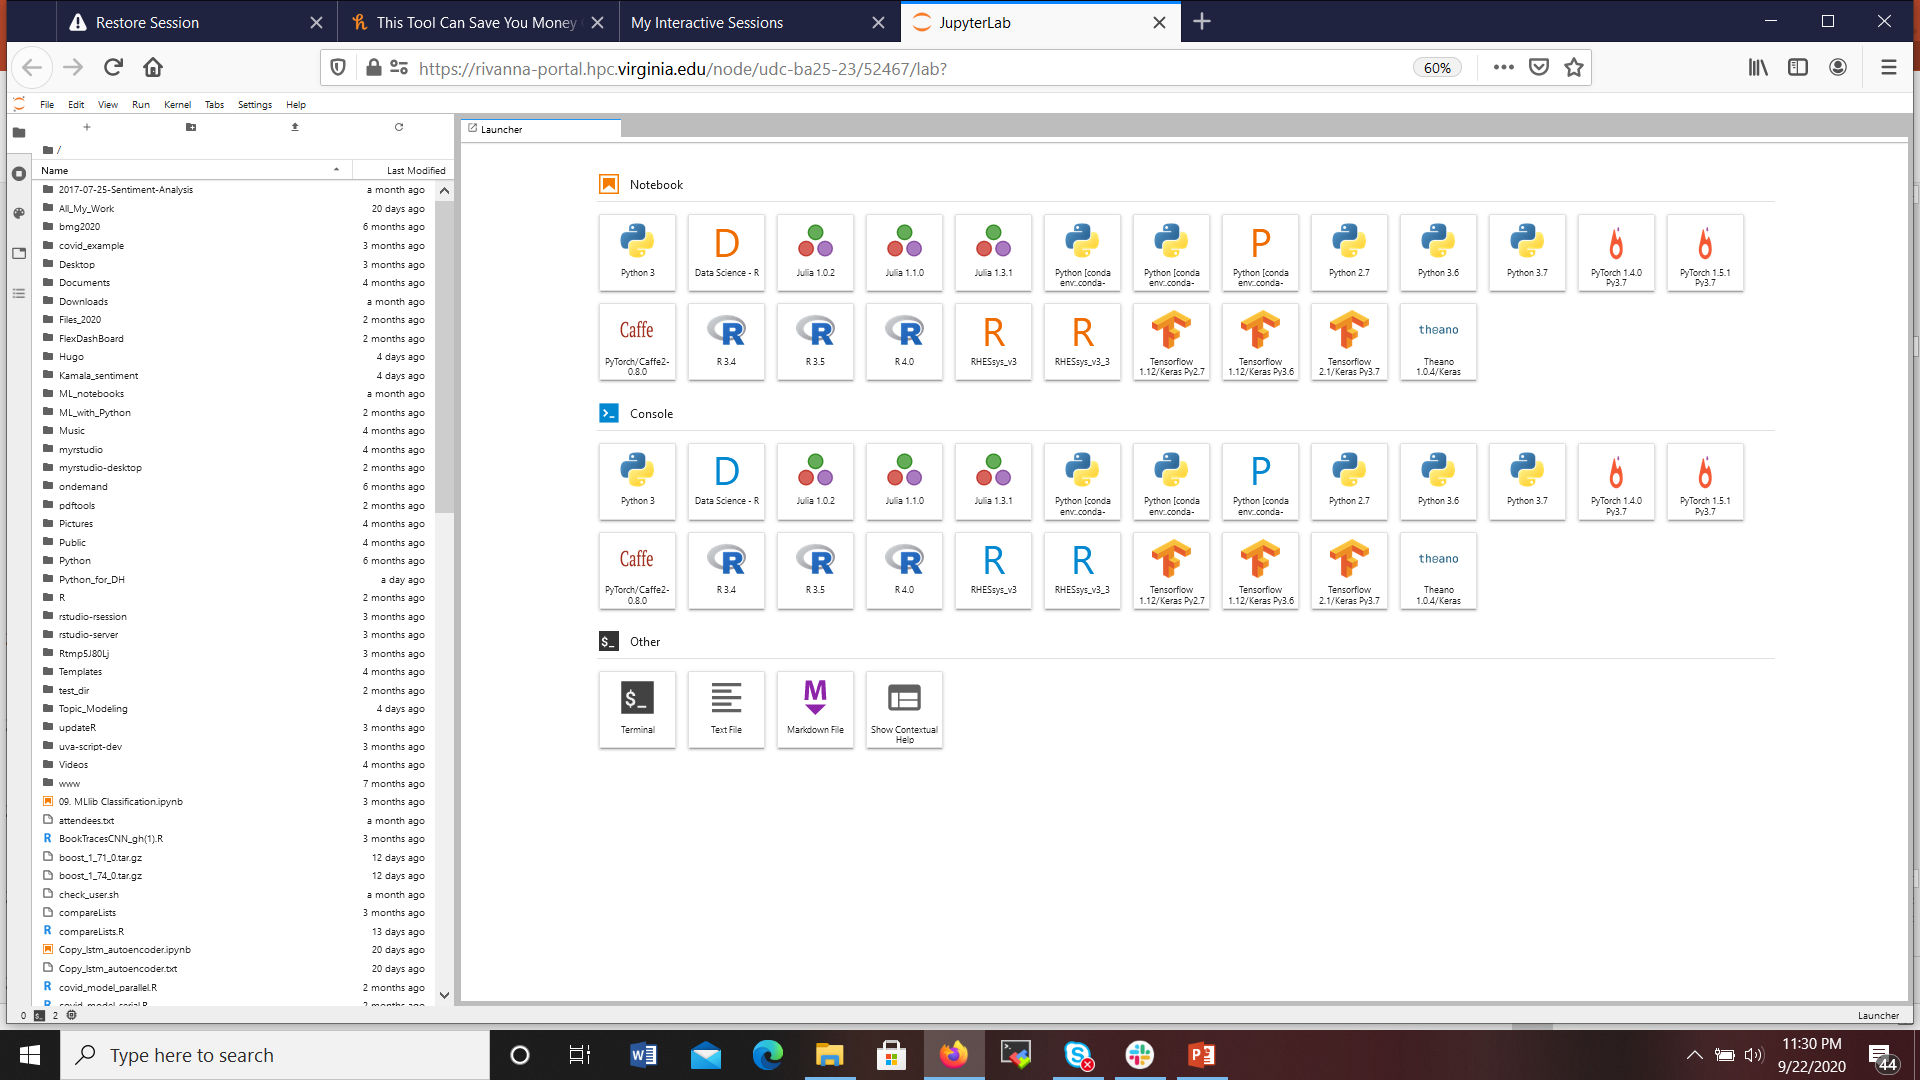 Restore Session
This Tool Can Save You Money
My Interactive Sessions
JupyterLab
https://rivanna-portal.hpc.virginia.edu/node/udc-ba25-23/52467/lab?
60%
File Edit View Run Kernel Tabs Settings Help
/
Name Last Modified
2017-07-25-Sentiment-Analysis a month ago
All_My_Work 20 days ago
bmg2020 6 months ago
covid_example 3 months ago
Desktop 3 months ago
Documents 4 months ago
Downloads a month ago
Files_2020 2 months ago
FlexDashBoard 2 months ago
Hugo 4 days ago
Kamala_sentiment 4 days ago
ML_notebooks a month ago
ML_with_Python 2 months ago
Music 4 months ago
myrstudio 4 months ago
myrstudio-desktop 2 months ago
ondemand 6 months ago
pdftools 2 months ago
Pictures 4 months ago
Public 4 months ago
Python 6 months ago
Python_for_DH a day ago
R 2 months ago
rstudio-rsession 3 months ago
rstudio-server 3 months ago
Rtmp5J80Lj 3 months ago
Templates 4 months ago
test_dir 2 months ago
Topic_Modeling 4 days ago
updateR 3 months ago
uva-script-dev 3 months ago
Videos 4 months ago
www 7 months ago
09. MLlib Classification.ipynb 3 months ago
attendees.txt a month ago
BookTracesCNN_gh(1).R 3 months ago
boost_1_71_0.tar.gz 12 days ago
boost_1_74_0.tar.gz 12 days ago
check_user.sh a month ago
compareLists 3 months ago
compareLists.R 13 days ago
Copy_lstm_autoencoder.ipynb 20 days ago
Copy_lstm_autoencoder.txt 20 days ago
covid_model_parallel.R 2 months ago
covid_model_serial.R 2 months ago
0 2
Launcher
Notebook
Python 3
D
Data Science - R
Julia 1.0.2
Julia 1.1.0
Julia 1.3.1
Python [conda
env:.conda-
Python [conda
env:.conda-
P
Python [conda
env:.conda-
Python 2.7
Python 3.6
Python 3.7
PyTorch 1.4.0
Py3.7
PyTorch 1.5.1
Py3.7
Caffe
PyTorch/Caffe2-
0.8.0
R
R 3.4
R
R 3.5
R
R 4.0
R
RHESsys_v3
R
RHESsys_v3_3
Tensorflow
1.12/Keras Py2.7
Tensorflow
1.12/Keras Py3.6
Tensorflow
2.1/Keras Py3.7
theano
Theano
1.0.4/Keras
Console
Python 3
D
Data Science - R
Julia 1.0.2
Julia 1.1.0
Julia 1.3.1
Python [conda
env:.conda-
Python [conda
env:.conda-
P
Python [conda
env:.conda-
Python 2.7
Python 3.6
Python 3.7
PyTorch 1.4.0
Py3.7
PyTorch 1.5.1
Py3.7
Caffe
PyTorch/Caffe2-
0.8.0
R
R 3.4
R
R 3.5
R
R 4.0
R
RHESsys_v3
R
RHESsys_v3_3
Tensorflow
1.12/Keras Py2.7
Tensorflow
1.12/Keras Py3.6
Tensorflow
2.1/Keras Py3.7
theano
Theano
1.0.4/Keras
$_ Other
$_
Terminal
Text File
M
Markdown File
Show Contextual
Help
Launcher
Type here to search
11:30 PM
9/22/2020
44